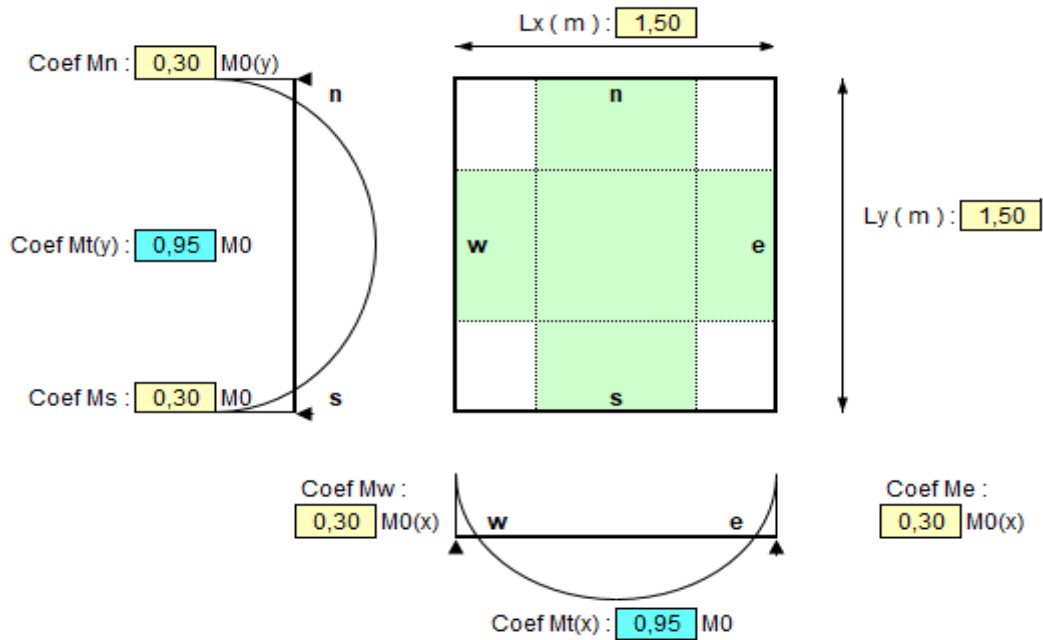 Lx ( m ) : 1,50
Coef Mn : 0,30 M0(y)
n
n
Coef Mt(y) : 0,95 M0
w
e
Ly ( m ) : 1,50
Coef Ms : 0,30 M0
s
s
Coef Mw :
0,30 M0(x)
w
e
Coef Me :
0,30 M0(x)
Coef Mt(x) : 0,95 M0